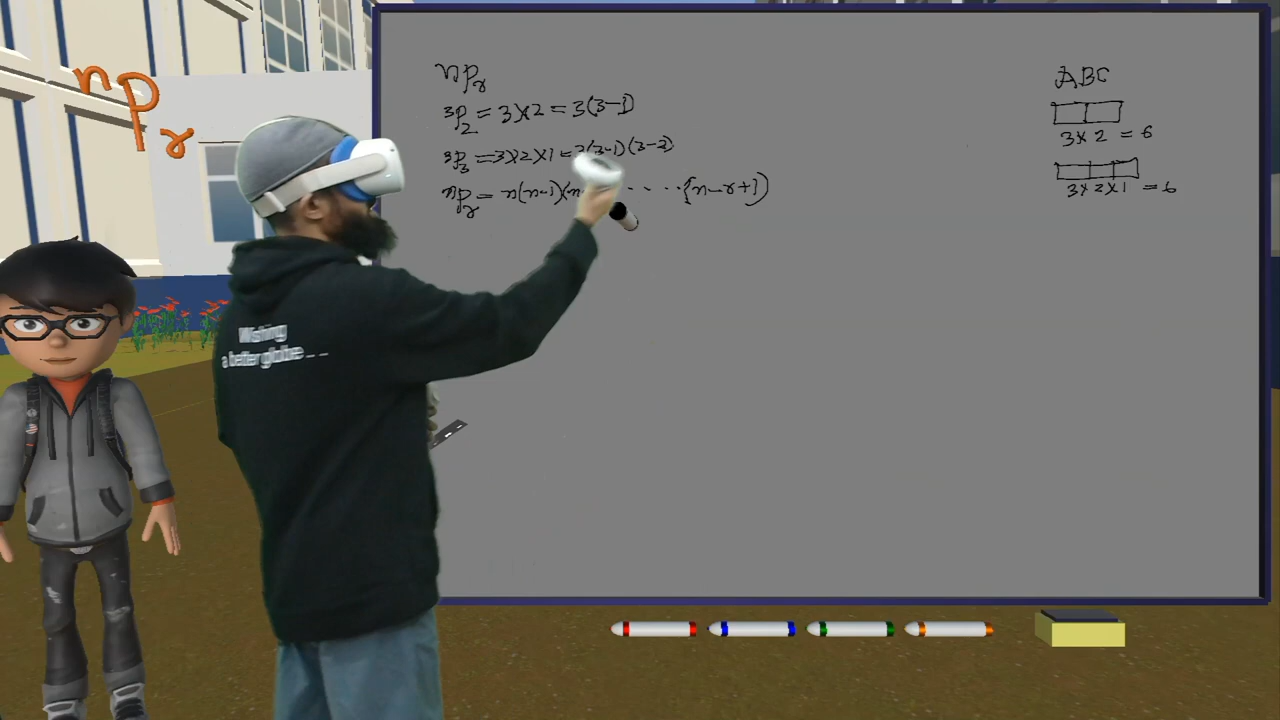 nPr
nPr
³P₂ = 3×2 = 3(3-1)
³P₃ = 3×2×1 = 3(3-1)(3-2)
ⁿPr = n(n-1)(n ..... {n-r+1)
ABC
3×2 = 6
3×2×1 = 6
Wishing
a better globe _ _